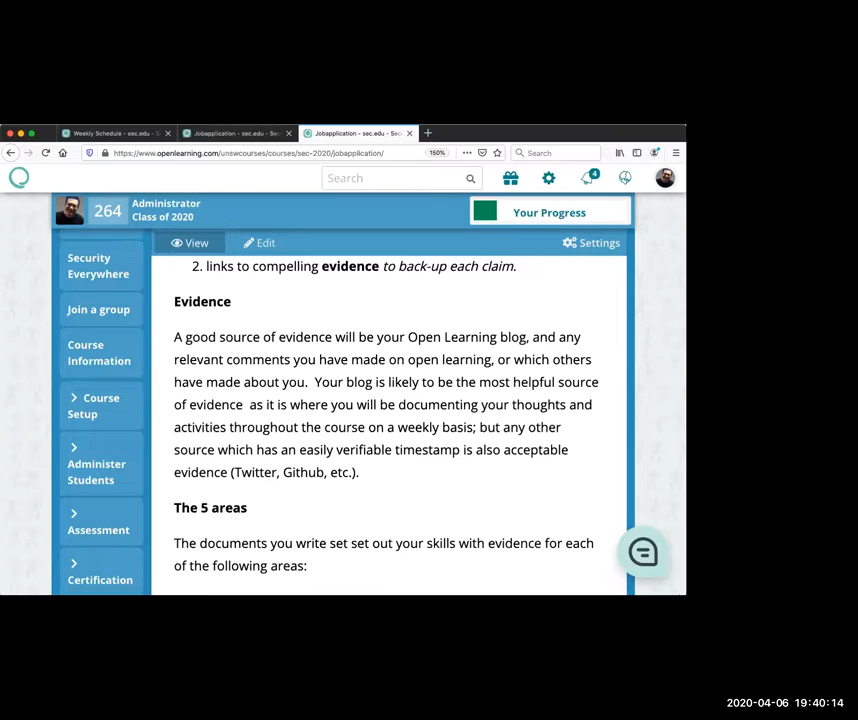 Weekly Schedule - sec.edu - S
Jobapplication - sec.edu - Sec
Jobapplication - sec.edu - Sec
https://www.openlearning.com/unswcourses/courses/sec-2020/jobapplication/
150%
Search
Search
4
264
Administrator
Class of 2020
Your Progress
View
Edit
Settings
Security
Everywhere
Join a group
Course
Information
Course
Setup
Administer
Students
Assessment
Certification
2. links to compelling evidence to back-up each claim.
Evidence
A good source of evidence will be your Open Learning blog, and any
relevant comments you have made on open learning, or which others
have made about you. Your blog is likely to be the most helpful source
of evidence as it is where you will be documenting your thoughts and
activities throughout the course on a weekly basis; but any other
source which has an easily verifiable timestamp is also acceptable
evidence (Twitter, Github, etc.).
The 5 areas
The documents you write set set out your skills with evidence for each
of the following areas:
2020-04-06 19:40:14